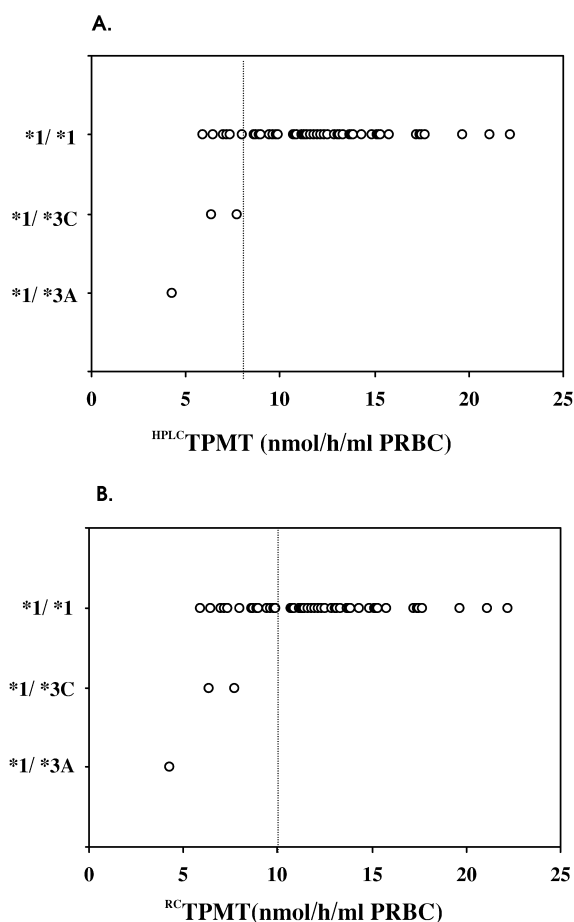 A.
*1/ *1
*1/ *3C
*1/ *3A
0 5 10 15 20 25
HPLCTPMT (nmol/h/ml PRBC)
B.
*1/ *1
*1/ *3C
*1/ *3A
0 5 10 15 20 25
RCTPMT(nmol/h/ml PRBC)